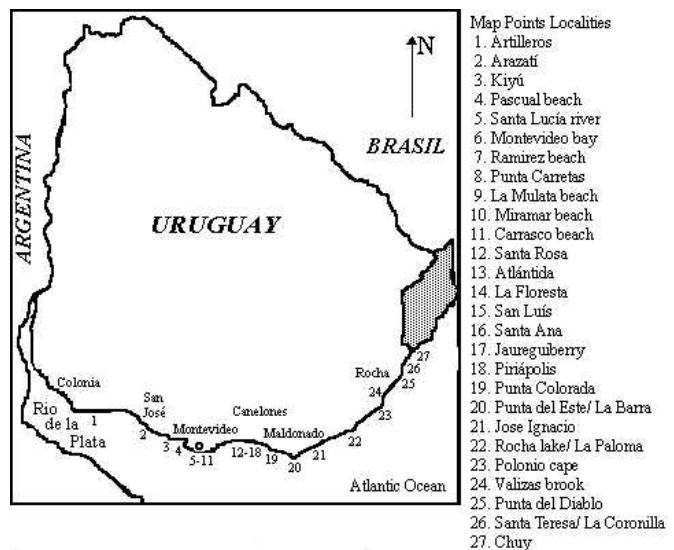 N
BRASIL
ARGENTINA
URUGUAY
Colonia
Rio
de la
Plata
1
San
José
2
3
4
Montevideo
5-11
Canelones
12-18
Maldonado
19
20
21
22
23
Rocha
24
25
26
27
Atlantic Ocean
Map Points Localities
1. Artilleros
2. Arazatí
3. Kiyú
4. Pascual beach
5. Santa Lucía river
6. Montevideo bay
7. Ramirez beach
8. Punta Carretas
9. La Mulata beach
10. Miramar beach
11. Carrasco beach
12. Santa Rosa
13. Atlántida
14. La Floresta
15. San Luís
16. Santa Ana
17. Jaureguiberry
18. Piriápolis
19. Punta Colorada
20. Punta del Este/ La Barra
21. Jose Ignacio
22. Rocha lake/ La Paloma
23. Polonio cape
24. Valizas brook
25. Punta del Diablo
26. Santa Teresa/ La Coronilla
27. Chuy